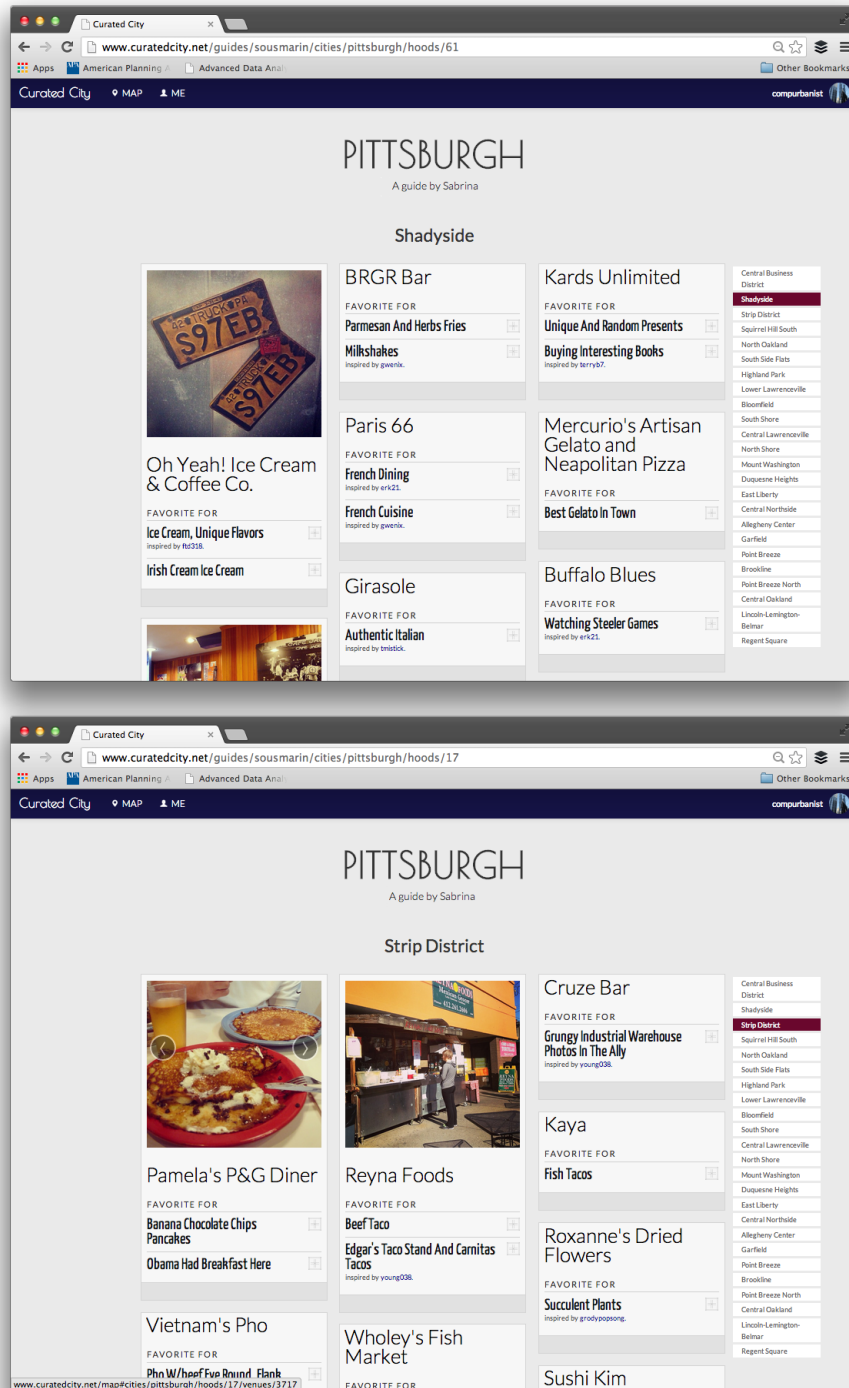 Curated City
www.curatedcity.net/guides/sousmarin/cities/pittsburgh/hoods/61
Apps
American Planning A
Advanced Data Anal
Other Bookmarks
Curated City
MAP
ME
compurbanist
PITTSBURGH
A guide by Sabrina
Shadyside
42 TRUCK PA
S97EB
42 TRUCK PA
S97EB
Oh Yeah! Ice Cream
& Coffee Co.
FAVORITE FOR
Ice Cream, Unique Flavors
inspired by ftd318.
Irish Cream Ice Cream
BRGR Bar
FAVORITE FOR
Parmesan And Herbs Fries
Milkshakes
inspired by gwenix.
Paris 66
FAVORITE FOR
French Dining
inspired by erk21.
French Cuisine
inspired by gwenix.
Girasole
FAVORITE FOR
Authentic Italian
inspired by tmistick.
Kards Unlimited
FAVORITE FOR
Unique And Random Presents
Buying Interesting Books
inspired by terryb7.
Mercurio's Artisan
Gelato and
Neapolitan Pizza
FAVORITE FOR
Best Gelato In Town
Buffalo Blues
FAVORITE FOR
Watching Steeler Games
inspired by erk21.
Central Business
District
Shadyside
Strip District
Squirrel Hill South
North Oakland
South Side Flats
Highland Park
Lower Lawrenceville
Bloomfield
South Shore
Central Lawrenceville
North Shore
Mount Washington
Duquesne Heights
East Liberty
Central Northside
Allegheny Center
Garfield
Point Breeze
Brookline
Point Breeze North
Central Oakland
Lincoln-Lemington-
Belmar
Regent Square
Curated City
www.curatedcity.net/guides/sousmarin/cities/pittsburgh/hoods/17
Apps
American Planning A
Advanced Data Anal
Other Bookmarks
Curated City
MAP
ME
compurbanist
PITTSBURGH
A guide by Sabrina
Strip District
Pamela's P&G Diner
FAVORITE FOR
Banana Chocolate Chips
Pancakes
Obama Had Breakfast Here
Vietnam's Pho
FAVORITE FOR
Pho W/beef Eye Round, Flank
REYNA FOODS
Reyna Foods
FAVORITE FOR
Beef Taco
Edgar's Taco Stand And Carnitas
Tacos
inspired by young038.
Wholey's Fish
Market
FAVORITE FOR
Cruze Bar
FAVORITE FOR
Grungy Industrial Warehouse
Photos In The Ally
inspired by young038.
Kaya
FAVORITE FOR
Fish Tacos
Roxanne's Dried
Flowers
FAVORITE FOR
Succulent Plants
inspired by grodypopsong.
Sushi Kim
Central Business
District
Shadyside
Strip District
Squirrel Hill South
North Oakland
South Side Flats
Highland Park
Lower Lawrenceville
Bloomfield
South Shore
Central Lawrenceville
North Shore
Mount Washington
Duquesne Heights
East Liberty
Central Northside
Allegheny Center
Garfield
Point Breeze
Brookline
Point Breeze North
Central Oakland
Lincoln-Lemington-
Belmar
Regent Square
www.curatedcity.net/map#cities/pittsburgh/hoods/17/venues/3717